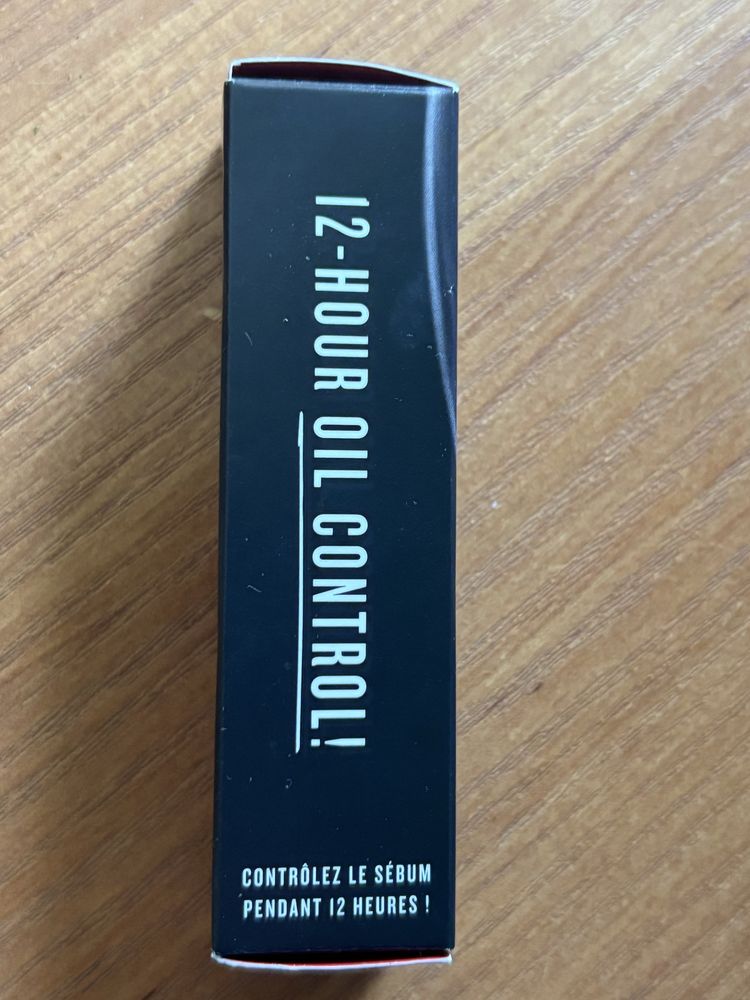 12-HOUR OIL CONTROL!
CONTRÔLEZ LE SÉBUM
PENDANT 12 HEURES !